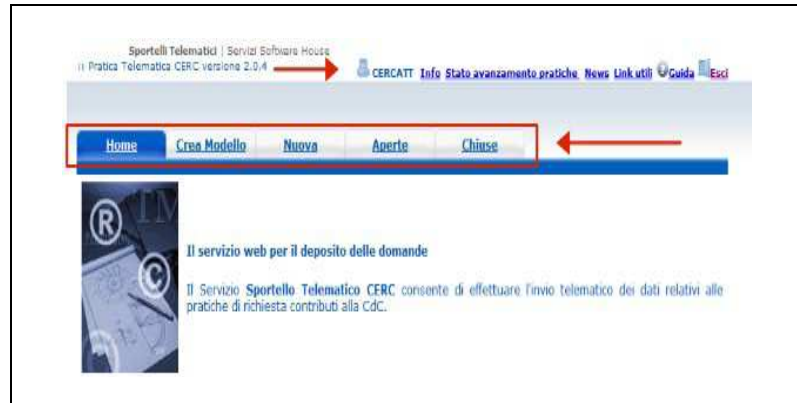 Sportelli Telematici | Servizi Software House
:: Pratica Telematica CERC versione 2.0.4
CERCATT Info Stato avanzamento pratiche News Link utili Guida Esci
Home Crea Modello Nuova Aperte Chiuse
® TM
©
Il servizio web per il deposito delle domande
Il Servizio Sportello Telematico CERC consente di effettuare l'invio telematico dei dati relativi alle
pratiche di richiesta contributi alla CdC.